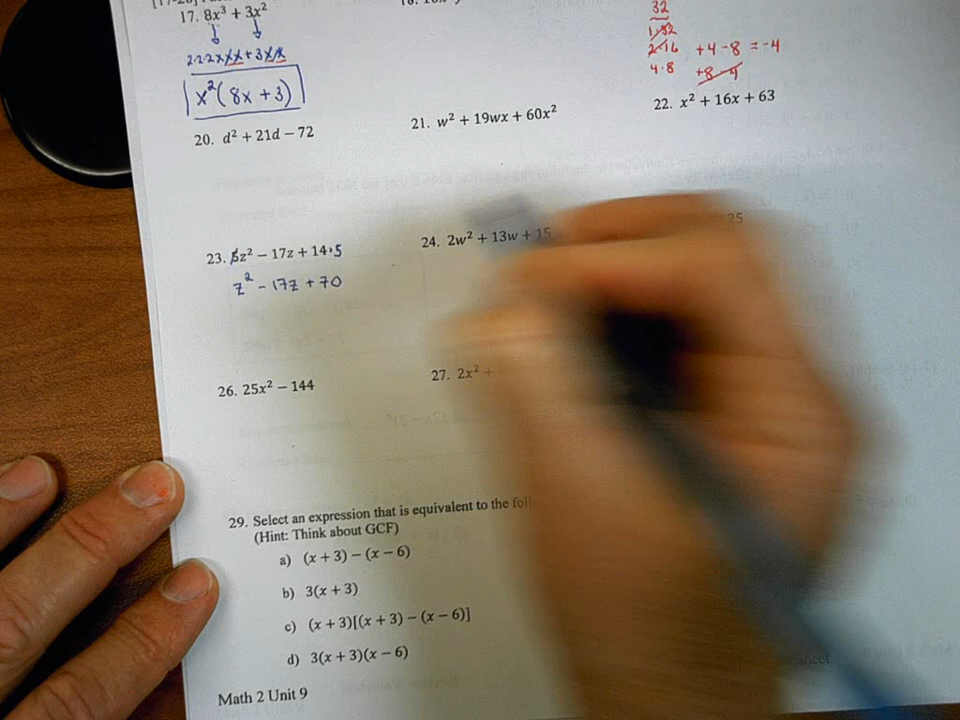 17. 8x³ + 3x²
2·2·2xxx + 3xx
x²(8x + 3)
32
1·32
2·16 +4 - 8 = -4
4·8 +8 - 4
20. d² + 21d − 72
21. w² + 19wx + 60x²
22. x² + 16x + 63
23. 5z² − 17z + 14·5
z² - 17z + 70
24. 2w² + 13w + 15
26. 25x² − 144
27. 2x² +
29. Select an expression that is equivalent to the
(Hint: Think about GCF)
a) (x + 3) − (x − 6)
b) 3(x + 3)
c) (x + 3)[(x + 3) − (x − 6)]
d) 3(x + 3)(x − 6)
Math 2 Unit 9